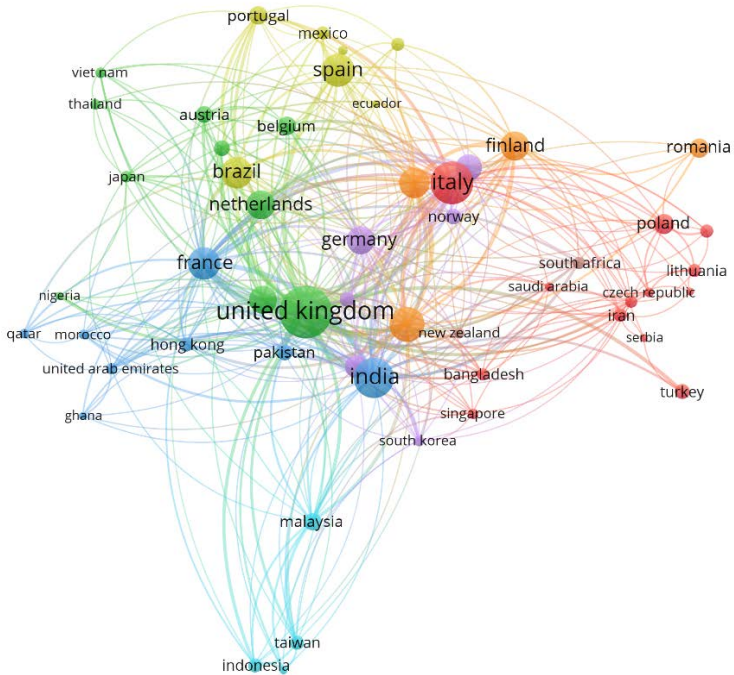 portugal
mexico
spain
viet nam
thailand
ecuador
austria
belgium
finland
romania
brazil
italy
japan
netherlands
norway
poland
germany
france
south africa
lithuania
saudi arabia
czech republic
nigeria
united kingdom
iran
qatar
morocco
new zealand
serbia
hong kong
pakistan
united arab emirates
india
bangladesh
turkey
ghana
singapore
south korea
malaysia
taiwan
indonesia